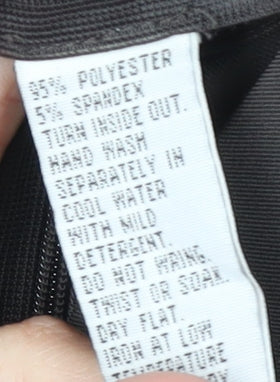 95% POLYESTER
5% SPANDEX
TURN INSIDE OUT.
HAND WASH
SEPARATELY IN
COOL WATER
WITH MILD
DETERGENT.
DO NOT WRING,
TWIST OR SOAK.
DRY FLAT.
IRON AT LOW
TEMPERATURE